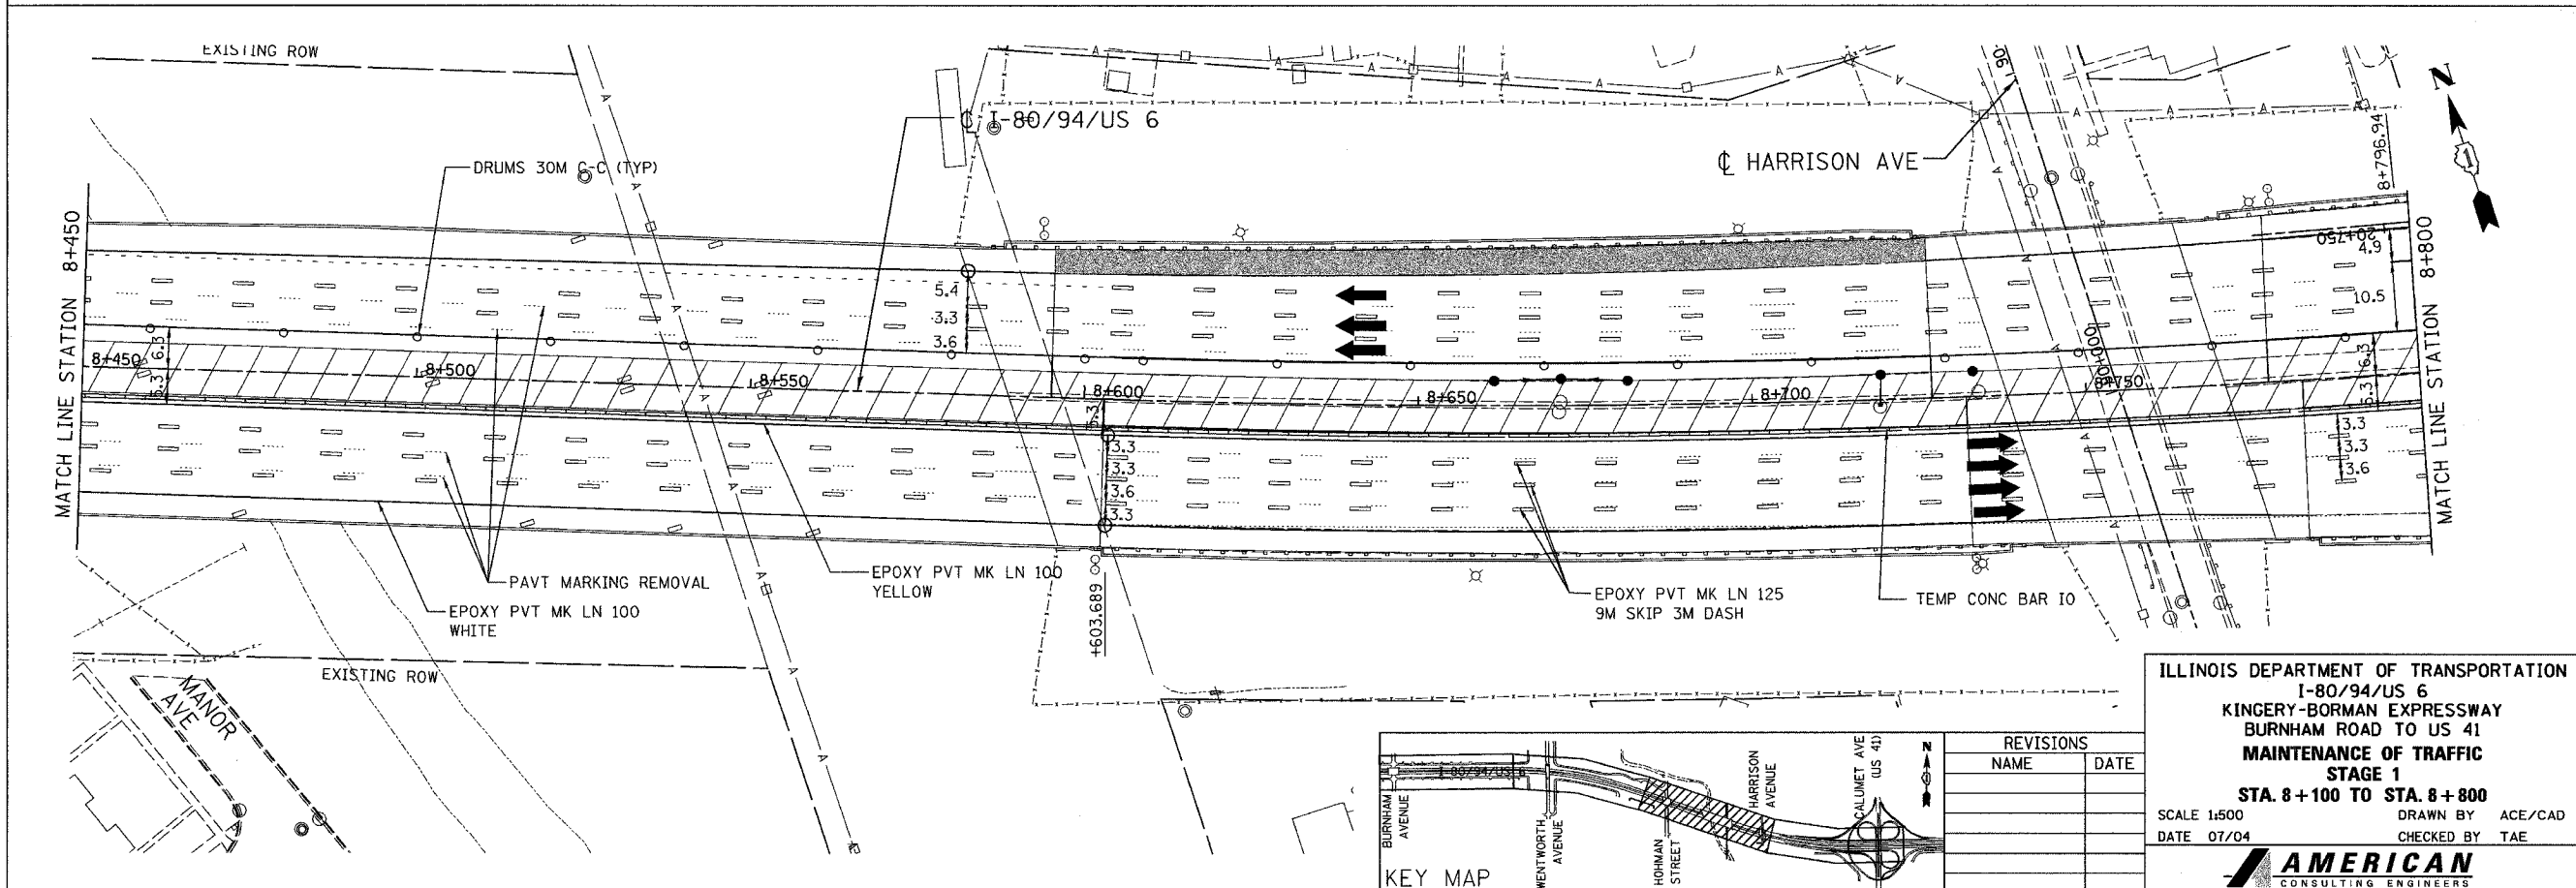 EXISTING ROW
DRUMS 30M C-C (TYP)
℄ I-80/94/US 6
℄ HARRISON AVE
N
8+796.94
MATCH LINE STATION 8+450
MATCH LINE STATION 8+800
20+750
4.9
10.5
6.3
5.3
5.4
3.3
3.6
6.3
5.3
8+450
8+500
8+550
8+600
8+650
8+700
8+750
90+000
5.3
3.3
3.3
3.6
3.3
3.3
3.3
3.6
PAVT MARKING REMOVAL
EPOXY PVT MK LN 100
WHITE
EPOXY PVT MK LN 100
YELLOW
+603.689
EPOXY PVT MK LN 125
9M SKIP 3M DASH
TEMP CONC BAR IO
EXISTING ROW
MANOR
AVE
KEY MAP
I-80/94/US 6
BURNHAM
AVENUE
WENTWORTH
AVENUE
HOHMAN
STREET
HARRISON
AVENUE
CALUMET AVE
(US 41)
N
REVISIONS
NAME DATE
ILLINOIS DEPARTMENT OF TRANSPORTATION
I-80/94/US 6
KINGERY-BORMAN EXPRESSWAY
BURNHAM ROAD TO US 41
MAINTENANCE OF TRAFFIC
STAGE 1
STA. 8+100 TO STA. 8+800
SCALE 1:500 DRAWN BY ACE/CAD
DATE 07/04 CHECKED BY TAE
AMERICAN
CONSULTING ENGINEERS